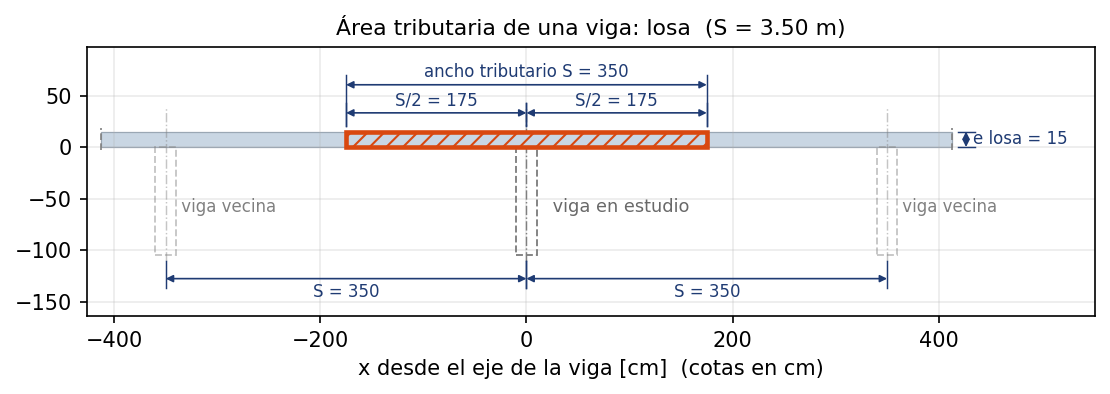 Área tributaria de una viga: losa  (S = 3.50 m)
ancho tributario S = 350
S/2 = 175
S/2 = 175
e losa = 15
viga vecina
viga en estudio
viga vecina
S = 350
S = 350
50
0
−50
−100
−150
−400
−200
0
200
400
x desde el eje de la viga [cm]  (cotas en cm)